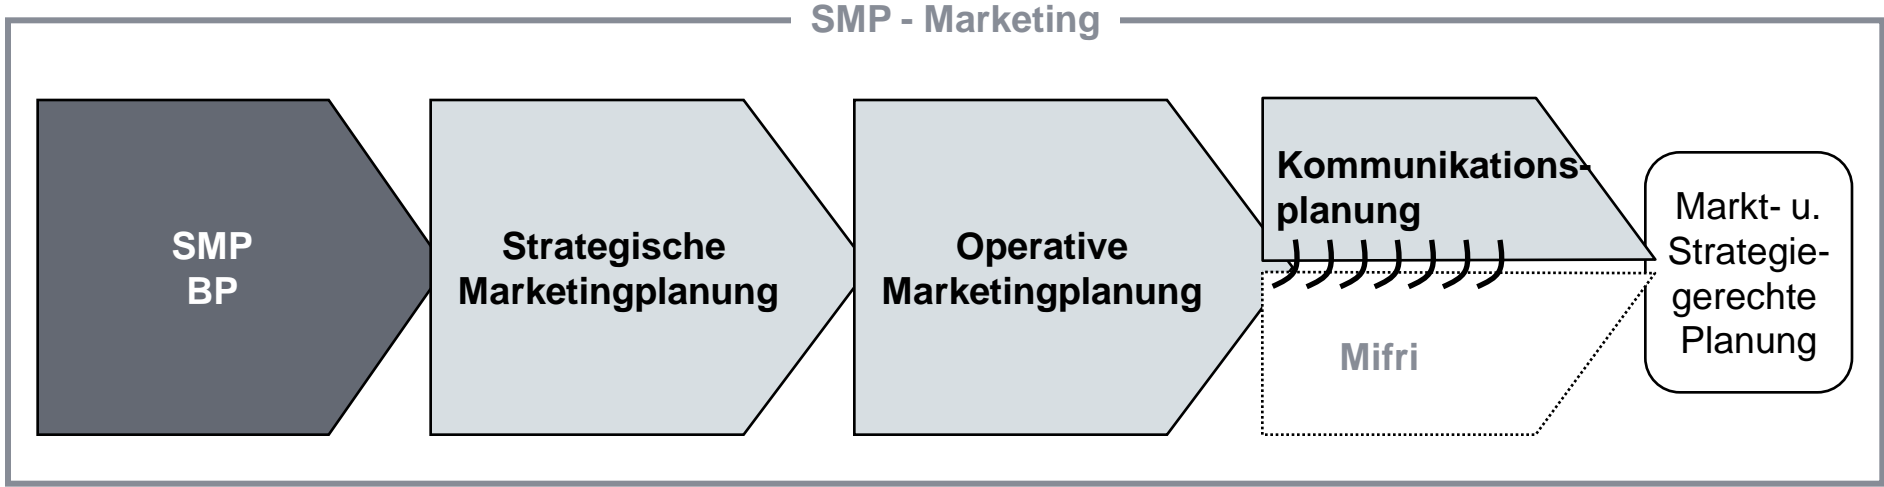 SMP - Marketing
SMP
BP
Strategische
Marketingplanung
Operative
Marketingplanung
Kommunikations-
planung
Mifri
Markt- u.
Strategie-
gerechte
Planung